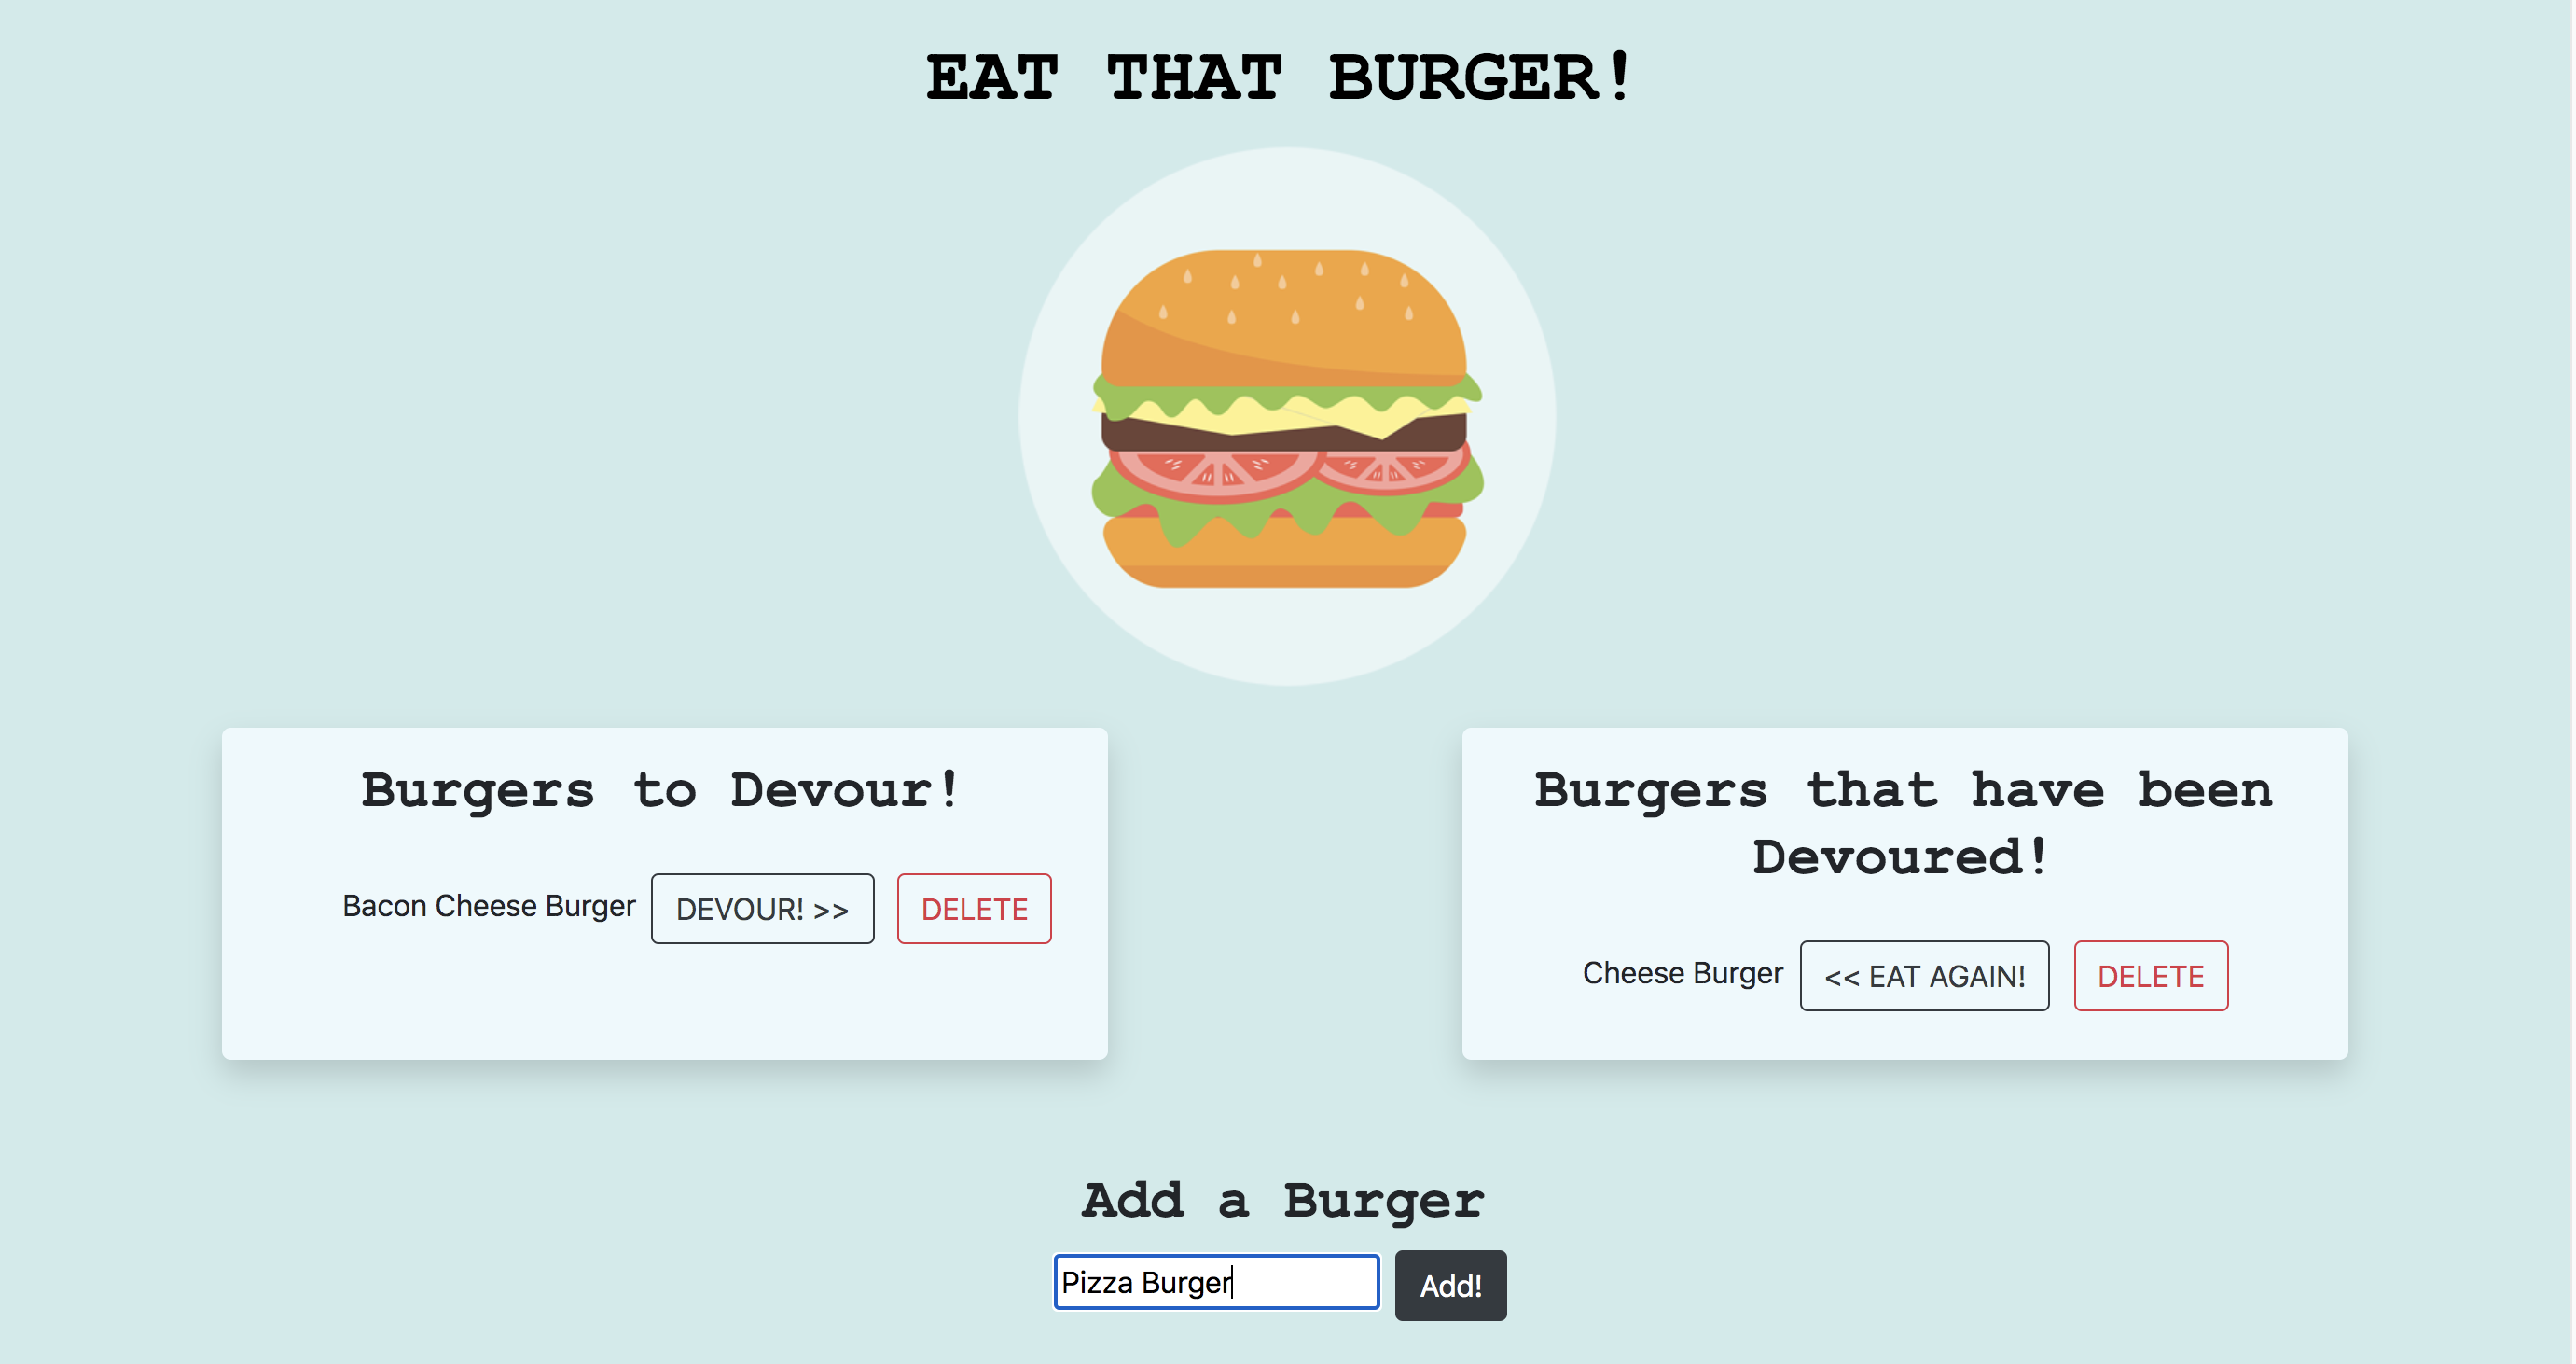 EAT THAT BURGER!
Burgers to Devour!
Bacon Cheese Burger DEVOUR! >> DELETE
Burgers that have been
Devoured!
Cheese Burger << EAT AGAIN! DELETE
Add a Burger
Pizza Burger Add!